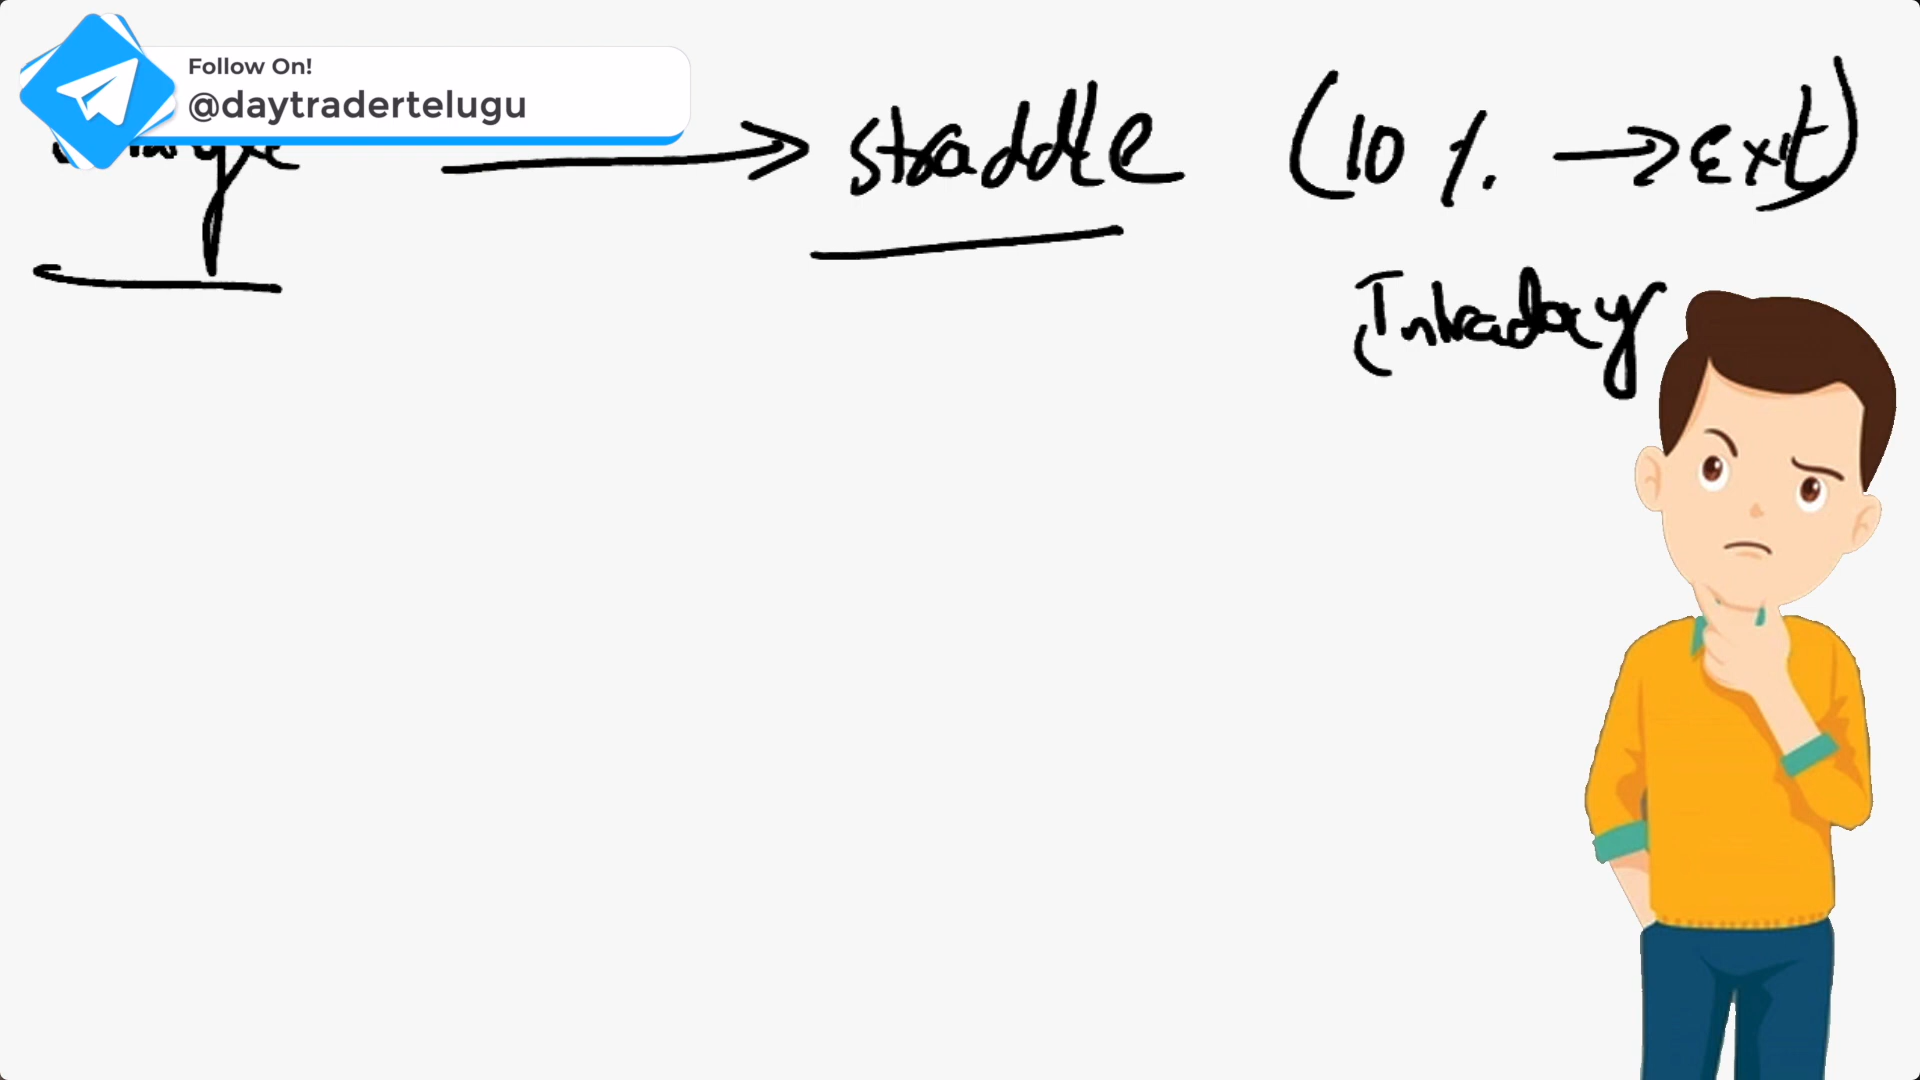 Follow On!
@daytradertelugu
→ straddle (10 % → Exit)
Intraday